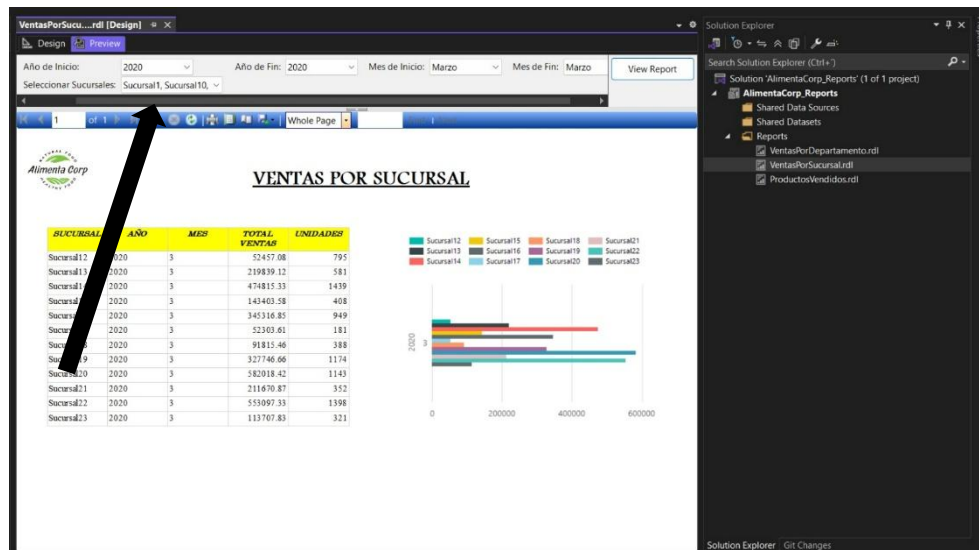 VentasPorSucu....rdl [Design]
Solution Explorer
Design Preview
Search Solution Explorer (Ctrl+´)
Año de Inicio: 2020 Año de Fin: 2020 Mes de Inicio: Marzo Mes de Fin: Marzo View Report
Seleccionar Sucursales: Sucursal1, Sucursal10,
Solution 'AlimentaCorp_Reports' (1 of 1 project)
AlimentaCorp_Reports
Shared Data Sources
Shared Datasets
Reports
VentasPorDepartamento.rdl
VentasPorSucursal.rdl
ProductosVendidos.rdl
1 of 1 Whole Page
Alimenta Corp
VENTAS POR SUCURSAL
SUCURSAL AÑO MES TOTAL VENTAS UNIDADES
Sucursal12 2020 3 52457.08 795
Sucursal13 2020 3 219839.12 581
2020 3 474815.33 1439
2020 3 143403.58 408
2020 3 345316.85 949
2020 3 52303.61 181
2020 3 91815.46 388
2020 3 327746.66 1174
2020 3 582018.42 1143
Sucursal21 2020 3 211670.87 352
Sucursal22 2020 3 553097.33 1398
Sucursal23 2020 3 113707.83 321
Sucursal12 Sucursal15 Sucursal18 Sucursal21
Sucursal13 Sucursal16 Sucursal19 Sucursal22
Sucursal14 Sucursal17 Sucursal20 Sucursal23
2020
3
0 200000 400000 600000
Solution Explorer Git Changes